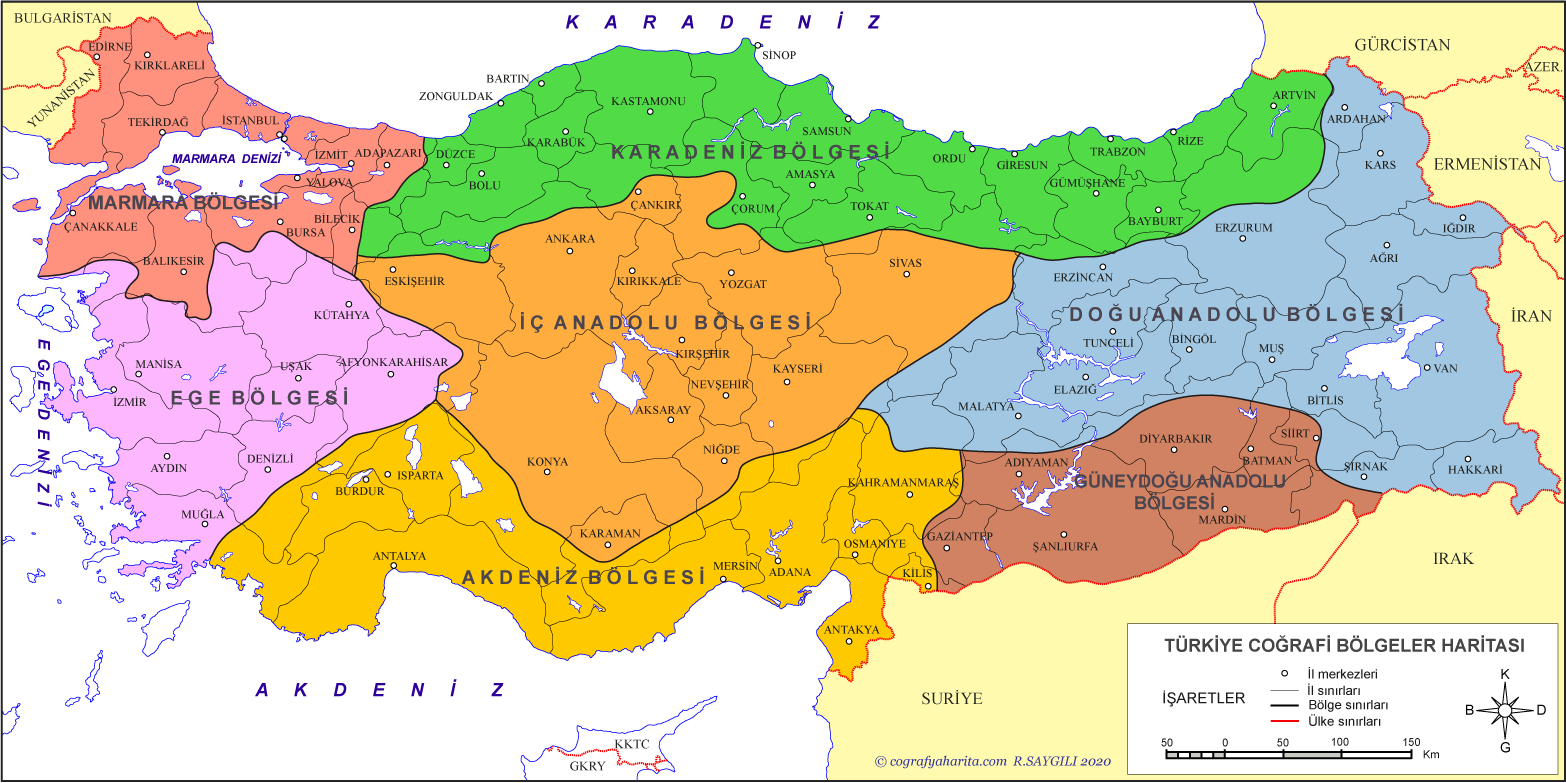 BULGARİSTAN
K A R A D E N İ Z
GÜRCİSTAN
AZER.
YUNANİSTAN
ERMENİSTAN
İRAN
IRAK
SURİYE
EDİRNE
KIRKLARELİ
TEKİRDAĞ
İSTANBUL
MARMARA DENİZİ
İZMİT
ADAPAZARI
YALOVA
MARMARA BÖLGESİ
ÇANAKKALE
BURSA
BİLECİK
BALIKESİR
ZONGULDAK
BARTIN
KASTAMONU
SİNOP
KARABÜK
DÜZCE
BOLU
KARADENİZ BÖLGESİ
SAMSUN
AMASYA
ÇORUM
TOKAT
ORDU
GİRESUN
TRABZON
RİZE
ARTVİN
GÜMÜŞHANE
BAYBURT
ÇANKIRI
ANKARA
ESKİŞEHİR
KIRIKKALE
YOZGAT
SİVAS
İÇ ANADOLU BÖLGESİ
KIRŞEHİR
NEVŞEHİR
KAYSERİ
AKSARAY
NİĞDE
KONYA
KARAMAN
ARDAHAN
KARS
IĞDIR
AĞRI
ERZURUM
ERZİNCAN
DOĞU ANADOLU BÖLGESİ
TUNCELİ
BİNGÖL
MUŞ
VAN
BİTLİS
ELAZIĞ
MALATYA
ŞIRNAK
HAKKARİ
EGE DENİZİ
KÜTAHYA
MANİSA
UŞAK
AFYONKARAHİSAR
İZMİR
EGE BÖLGESİ
AYDIN
DENİZLİ
MUĞLA
BURDUR
ISPARTA
ANTALYA
AKDENİZ BÖLGESİ
MERSİN
ADANA
OSMANİYE
KAHRAMANMARAŞ
KİLİS
ANTAKYA
DİYARBAKIR
SİİRT
BATMAN
ADIYAMAN
GÜNEYDOĞU ANADOLU
BÖLGESİ
MARDİN
GAZİANTEP
ŞANLIURFA
A K D E N İ Z
KKTC
GKRY
© cografyaharita.com R.SAYGILI 2020
TÜRKİYE COĞRAFİ BÖLGELER HARİTASI
İŞARETLER
İl merkezleri
İl sınırları
Bölge sınırları
Ülke sınırları
K
B
D
G
50 0 50 100 150 Km